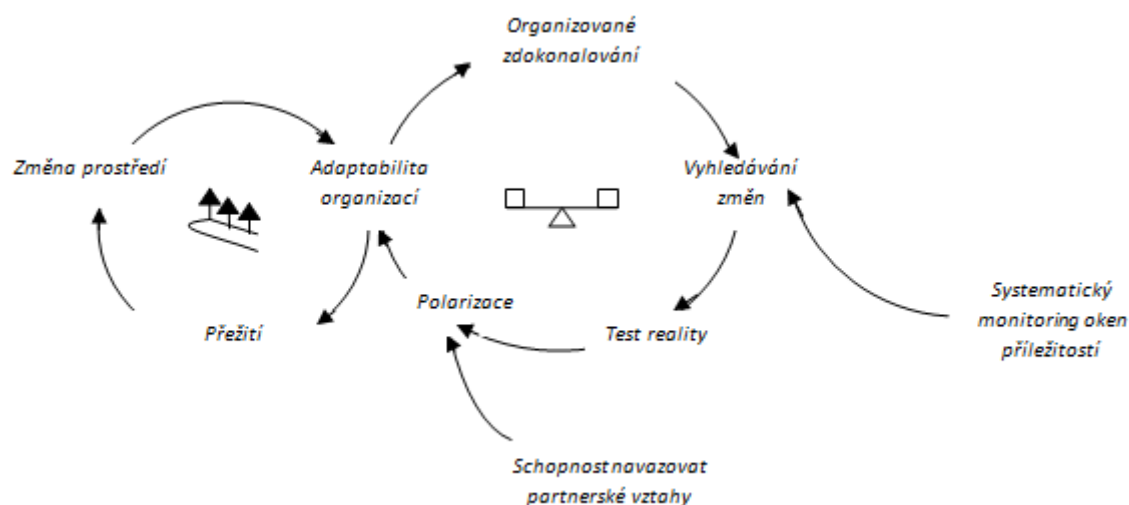 Organizované
zdokonalování
Změna prostředí
Adaptabilita
organizací
Vyhledávání
změn
Polarizace
Přežití
Test reality
Systematický
monitoring oken
příležitostí
Schopnost navazovat
partnerské vztahy